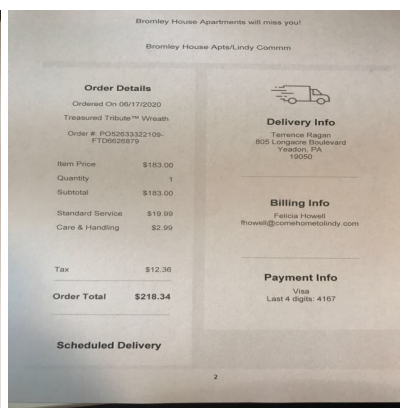 Bromley House Apartments will miss you!
Bromley House Apts/Lindy Commm
Order Details
Ordered On 06/17/2020
Treasured Tribute™ Wreath
Order #: PO52633322109-
FTD6626879
Item Price $183.00
Quantity 1
Subtotal $183.00
Standard Service $19.99
Care & Handling $2.99
Tax $12.36
Order Total $218.34
Scheduled Delivery
Delivery Info
Terrence Ragan
805 Longacre Boulevard
Yeadon, PA
19050
Billing Info
Felicia Howell
fhowell@comehometolindy.com
Payment Info
Visa
Last 4 digits: 4167
2